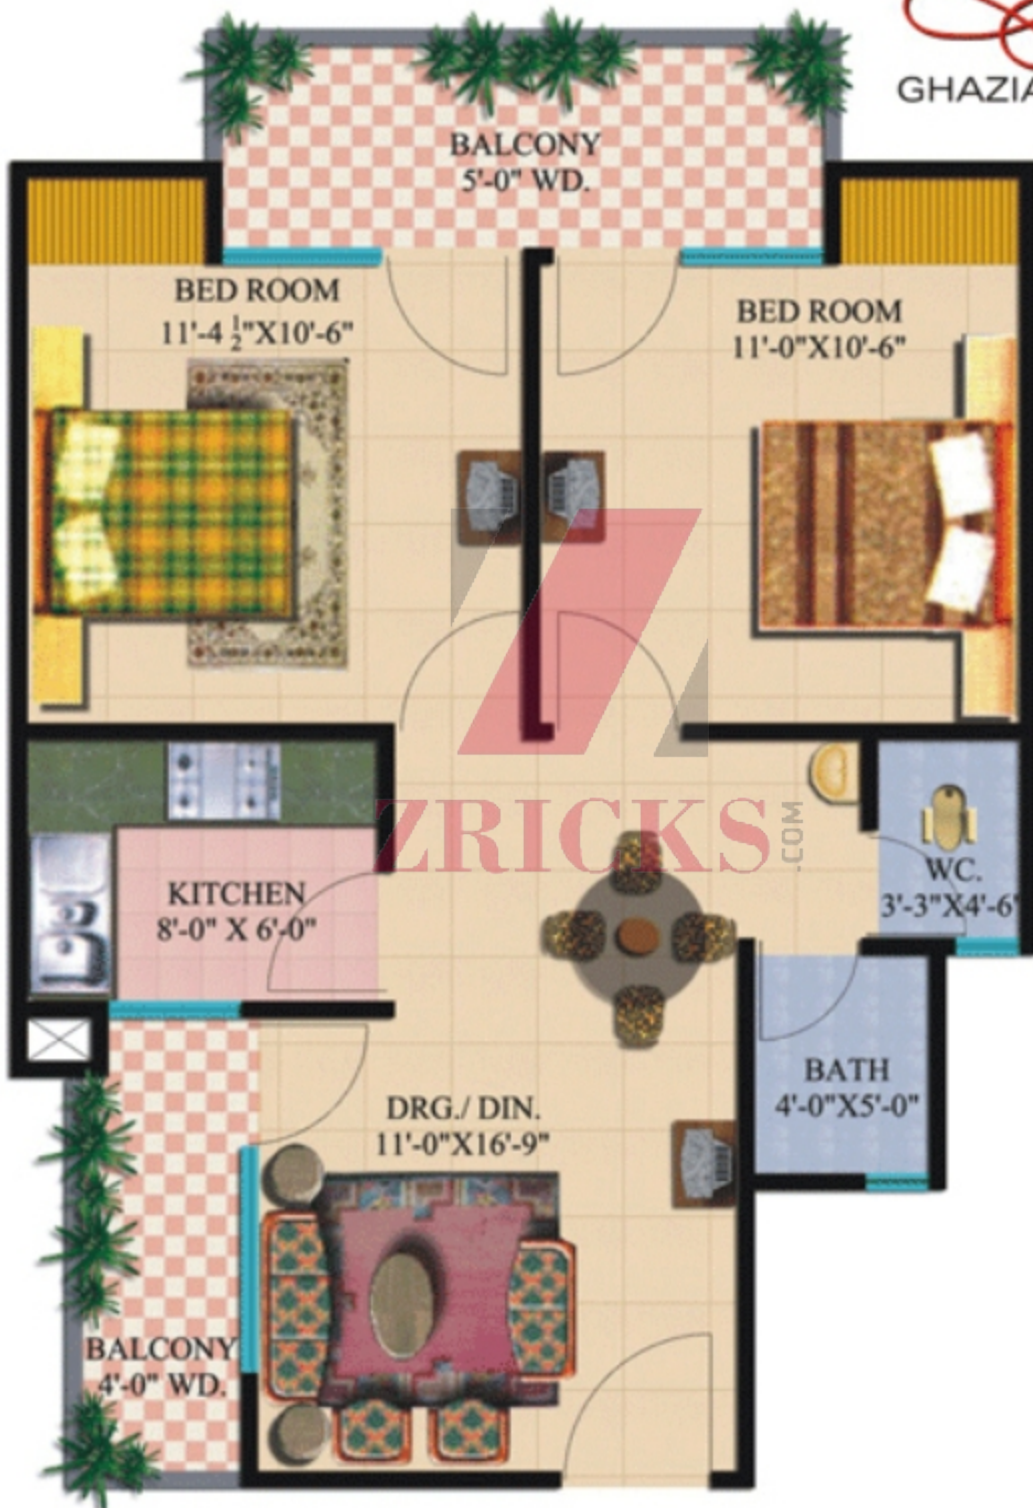 GHAZIA
BALCONY
5'-0" WD.
BED ROOM
11'-4 1/2"X10'-6"
BED ROOM
11'-0"X10'-6"
ZRICKS
.COM
KITCHEN
8'-0" X 6'-0"
WC.
3'-3"X4'-6'
BATH
4'-0"X5'-0"
DRG./ DIN.
11'-0"X16'-9"
BALCONY
4'-0" WD.